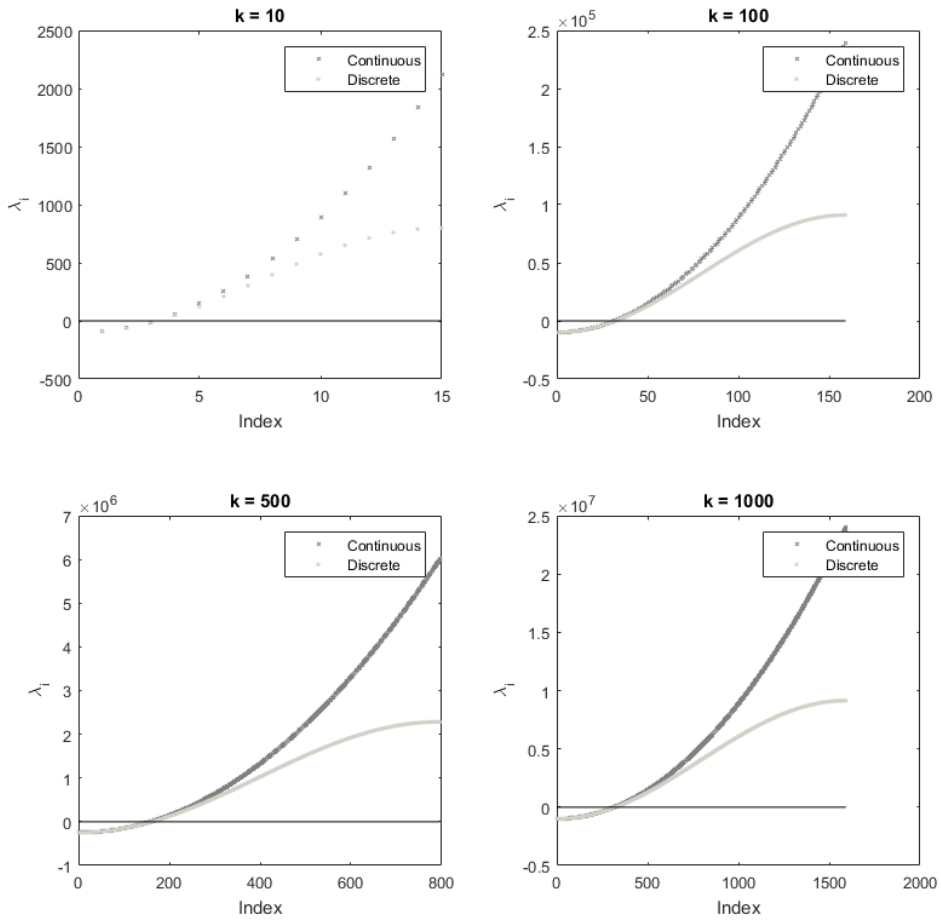 k = 10
2500
2000
1500
1000
500
0
-500
λi
0
5
10
15
Index
Continuous
Discrete
k = 100
×10^5
2.5
2
1.5
1
0.5
0
-0.5
λi
0
50
100
150
200
Index
Continuous
Discrete
k = 500
×10^6
7
6
5
4
3
2
1
0
-1
λi
0
200
400
600
800
Index
Continuous
Discrete
k = 1000
×10^7
2.5
2
1.5
1
0.5
0
-0.5
λi
0
500
1000
1500
2000
Index
Continuous
Discrete